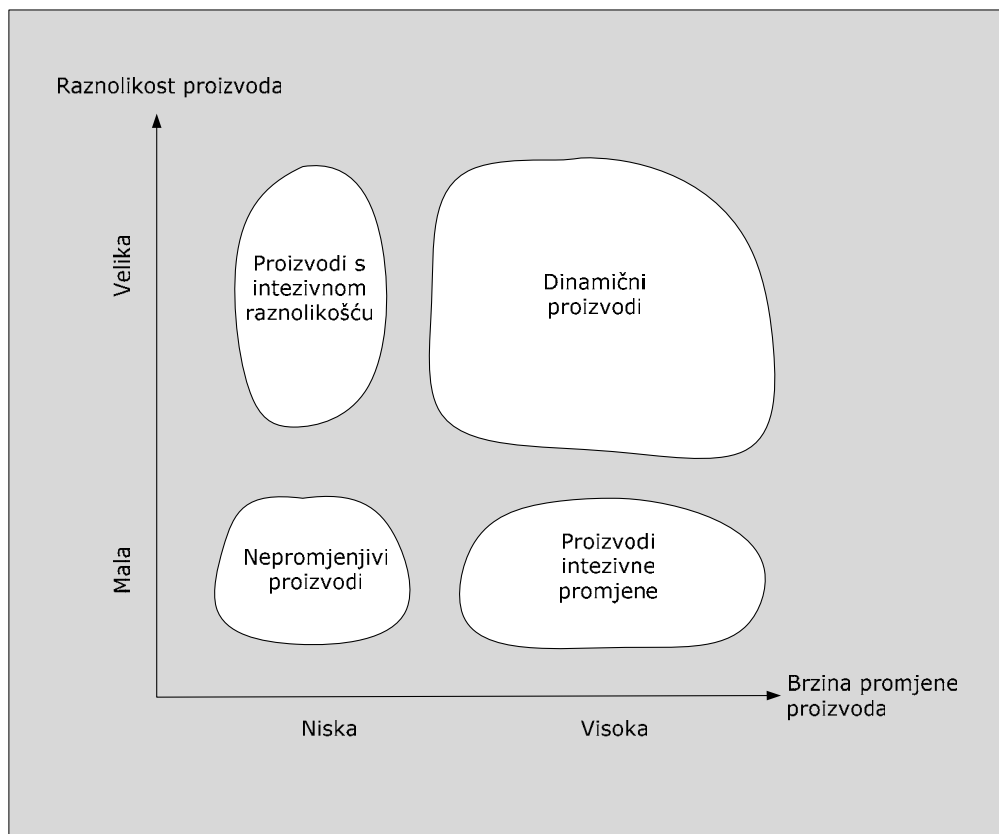 Raznolikost proizvoda
Velika
Proizvodi s
intezivnom
raznolikošću
Dinamični
proizvodi
Mala
Nepromjenjivi
proizvodi
Proizvodi
intezivne
promjene
Brzina promjene
proizvoda
Niska
Visoka